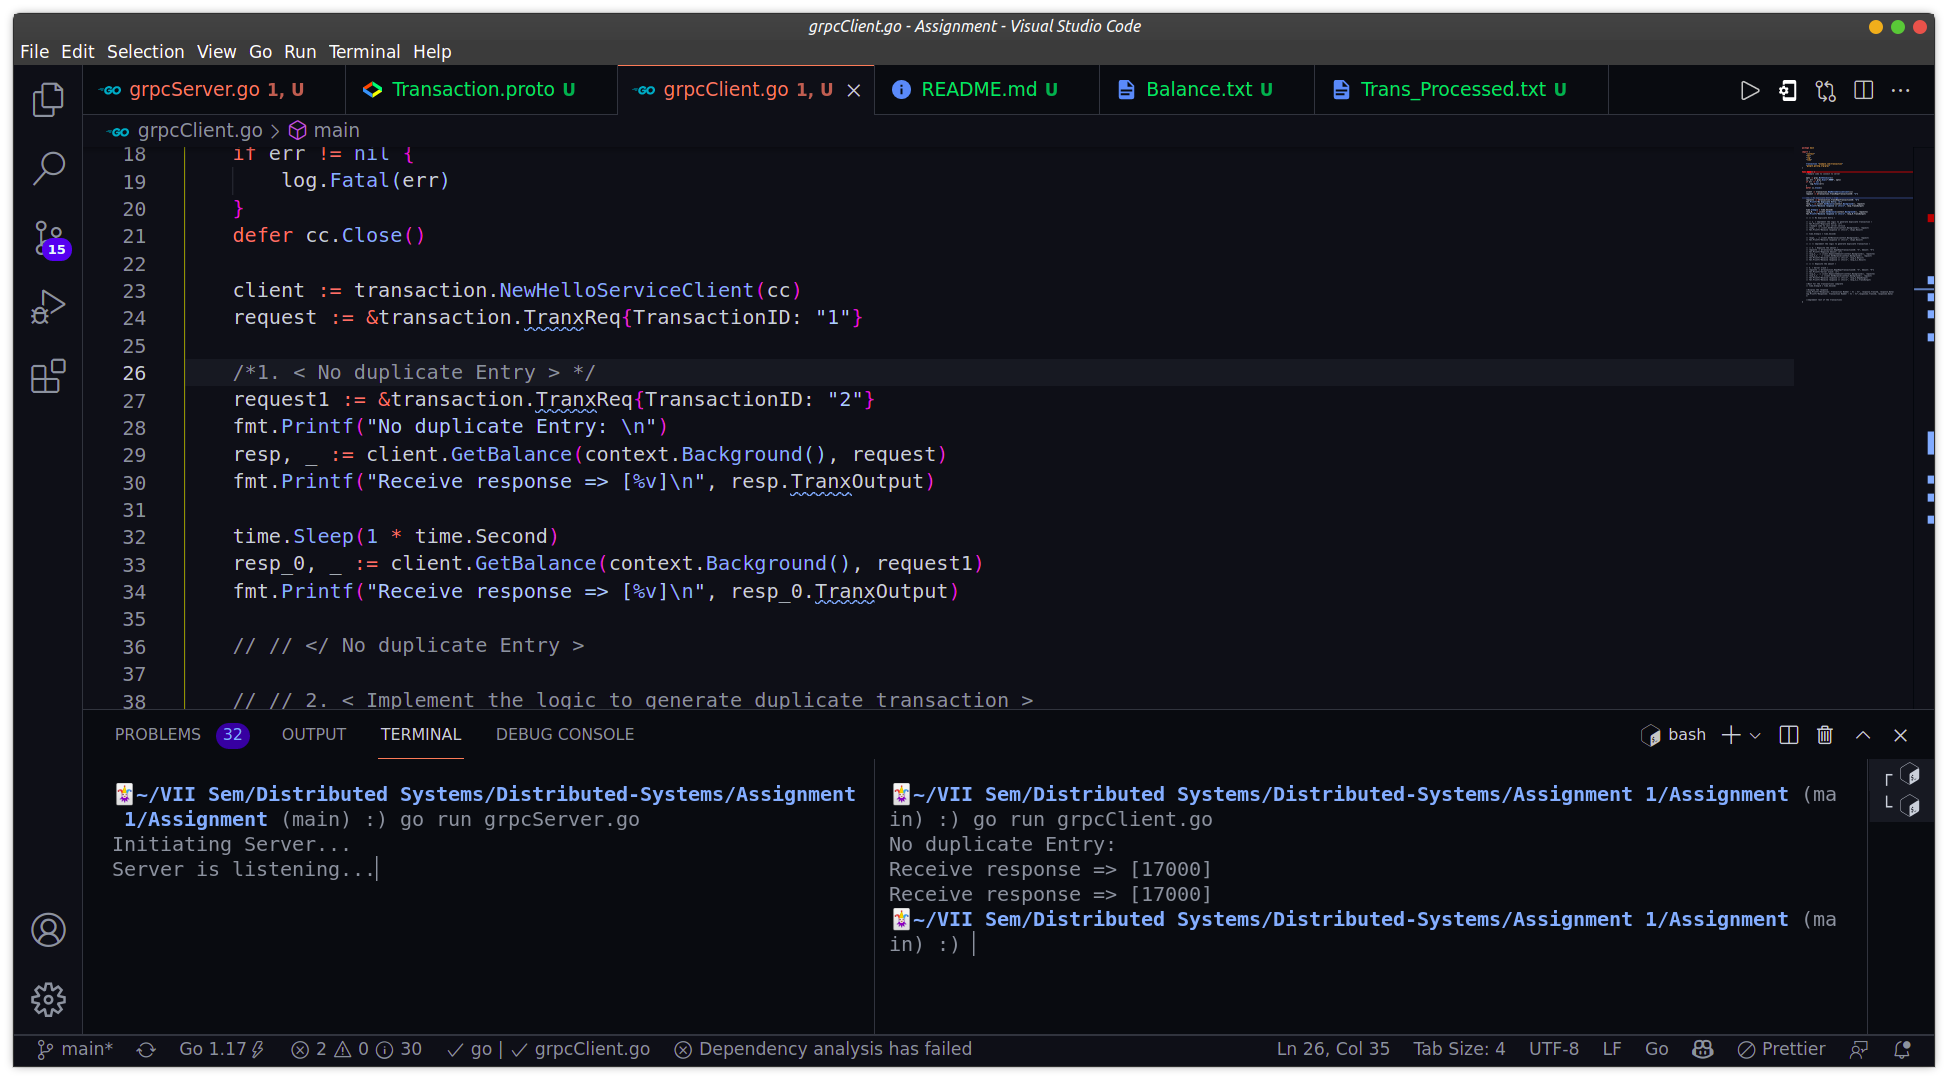 grpcClient.go - Assignment - Visual Studio Code
File Edit Selection View Go Run Terminal Help
grpcServer.go 1, U Transaction.proto U grpcClient.go 1, U README.md U Balance.txt U Trans_Processed.txt U
grpcClient.go > main
18 if err != nil {
19 log.Fatal(err)
20 }
21 defer cc.Close()
22
23 client := transaction.NewHelloServiceClient(cc)
24 request := &transaction.TranxReq{TransactionID: "1"}
25
26 /*1. < No duplicate Entry > */
27 request1 := &transaction.TranxReq{TransactionID: "2"}
28 fmt.Printf("No duplicate Entry: \n")
29 resp, _ := client.GetBalance(context.Background(), request)
30 fmt.Printf("Receive response => [%v]\n", resp.TranxOutput)
31
32 time.Sleep(1 * time.Second)
33 resp_0, _ := client.GetBalance(context.Background(), request1)
34 fmt.Printf("Receive response => [%v]\n", resp_0.TranxOutput)
35
36 // // </ No duplicate Entry >
37
38 // // 2. < Implement the logic to generate duplicate transaction >
15
PROBLEMS 32 OUTPUT TERMINAL DEBUG CONSOLE bash
~/VII Sem/Distributed Systems/Distributed-Systems/Assignment
1/Assignment (main) :) go run grpcServer.go
Initiating Server...
Server is listening...
~/VII Sem/Distributed Systems/Distributed-Systems/Assignment 1/Assignment (ma
in) :) go run grpcClient.go
No duplicate Entry:
Receive response => [17000]
Receive response => [17000]
~/VII Sem/Distributed Systems/Distributed-Systems/Assignment 1/Assignment (ma
in) :)
main* Go 1.17 2 0 30 go | grpcClient.go Dependency analysis has failed Ln 26, Col 35 Tab Size: 4 UTF-8 LF Go Prettier